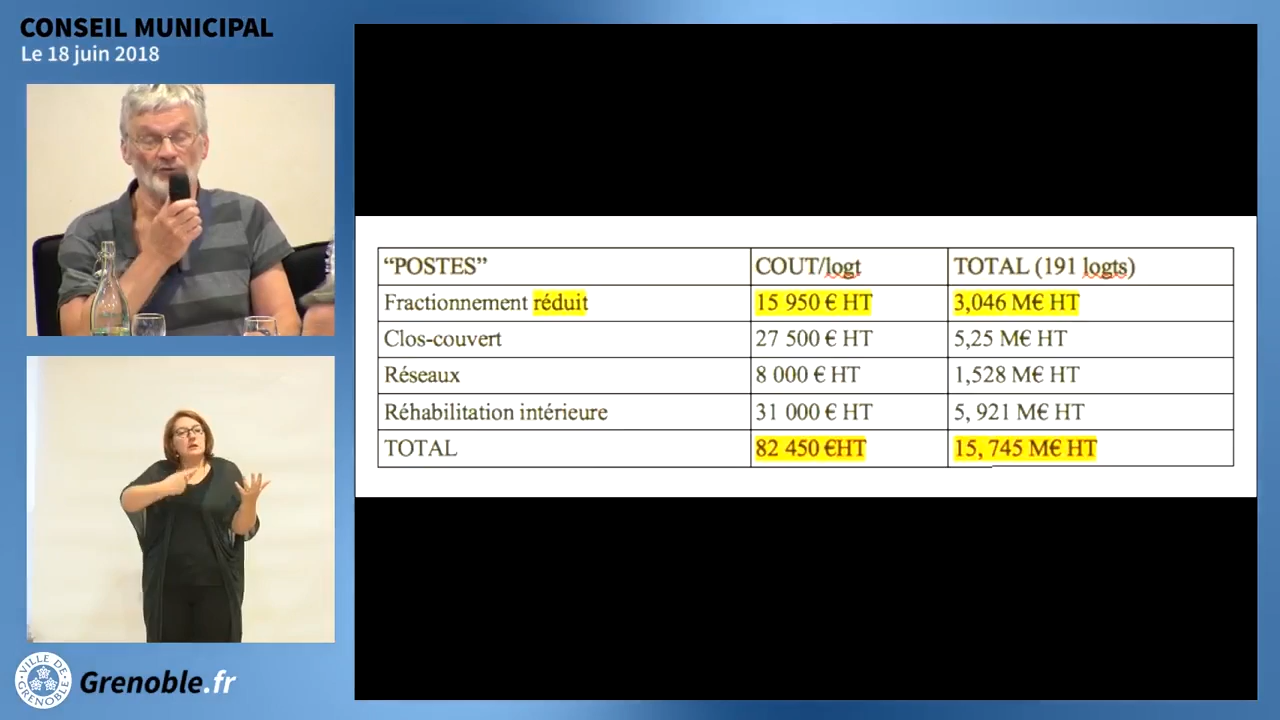 CONSEIL MUNICIPAL
Le 18 juin 2018
“POSTES” COUT/logt TOTAL (191 logts)
Fractionnement réduit 15 950 € HT 3,046 M€ HT
Clos-couvert 27 500 € HT 5,25 M€ HT
Réseaux 8 000 € HT 1,528 M€ HT
Réhabilitation intérieure 31 000 € HT 5, 921 M€ HT
TOTAL 82 450 €HT 15, 745 M€ HT
VILLE DE GRENOBLE
Grenoble.fr